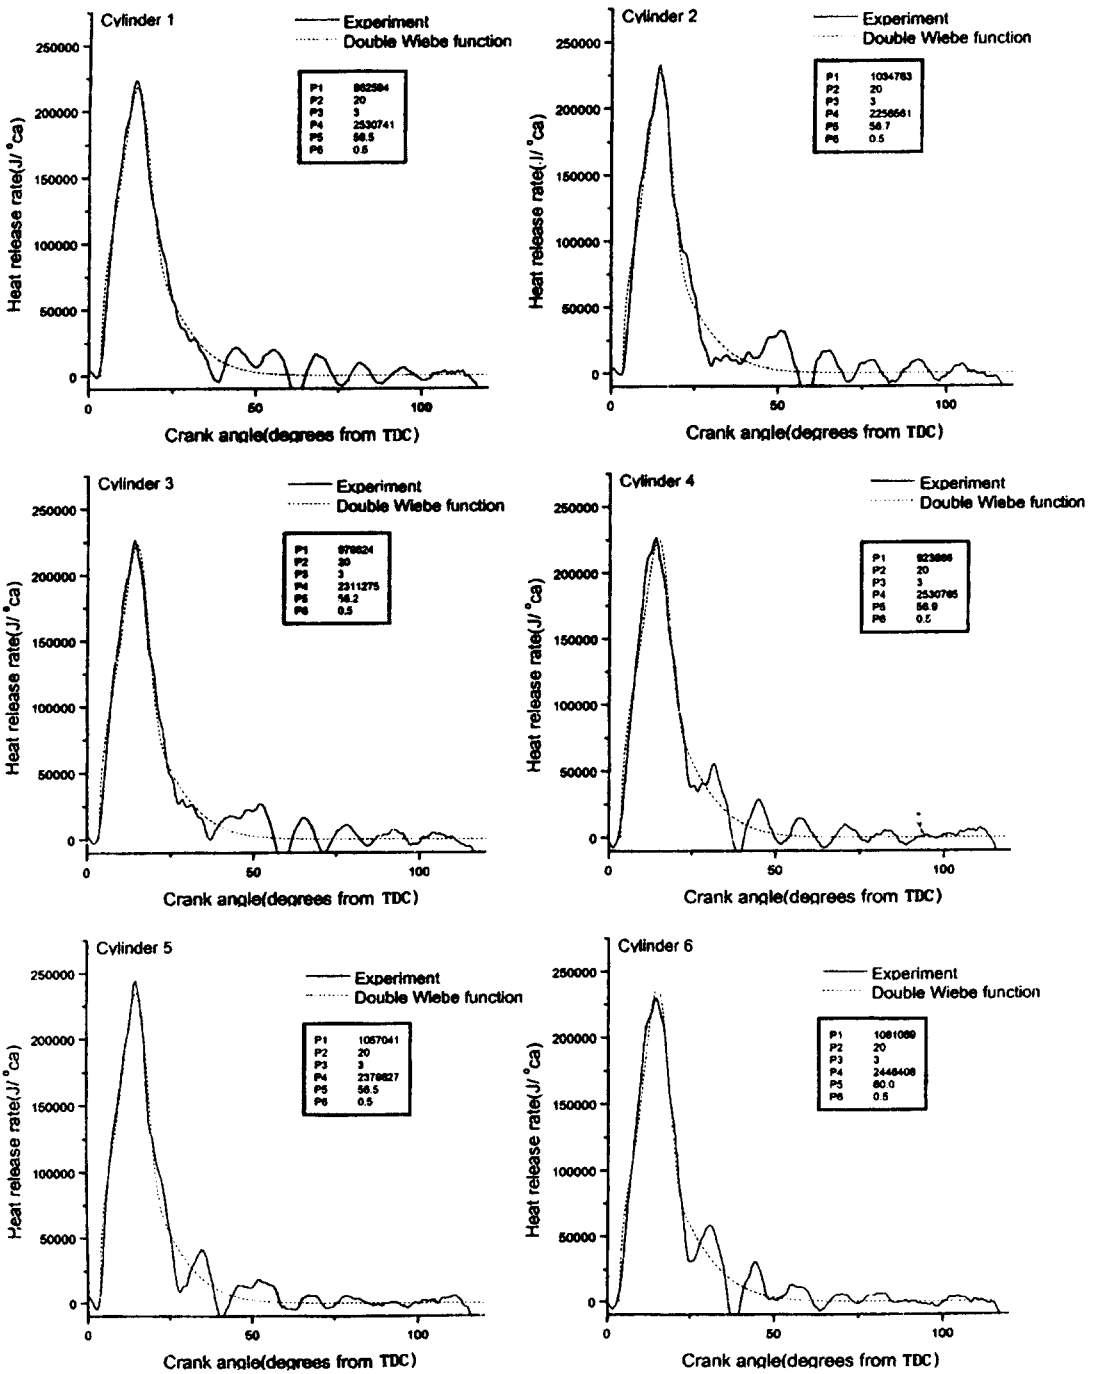 Cylinder 1
Experiment
Double Wiebe function
P1 862594
P2 20
P3 3
P4 2530741
P5 56.5
P6 0.5
250000
200000
150000
100000
50000
0
Heat release rate(J/°ca)
0 50 100
Crank angle(degrees from TDC)
Cylinder 2
Experiment
Double Wiebe function
P1 1034763
P2 20
P3 3
P4 2256561
P5 56.7
P6 0.5
250000
200000
150000
100000
50000
0
Heat release rate(J/°ca)
0 50 100
Crank angle(degrees from TDC)
Cylinder 3
Experiment
Double Wiebe function
P1 979624
P2 20
P3 3
P4 2311275
P5 56.2
P6 0.5
250000
200000
150000
100000
50000
0
Heat release rate(J/°ca)
0 50 100
Crank angle(degrees from TDC)
Cylinder 4
Experiment
Double Wiebe function
P1
P2 20
P3 3
P4 2530765
P5 56.9
P6 0.5
250000
200000
150000
100000
50000
0
Heat release rate(J/°ca)
0 50 100
Crank angle(degrees from TDC)
Cylinder 5
Experiment
Double Wiebe function
P1 1057041
P2 20
P3 3
P4 2379827
P5 56.5
P6 0.5
250000
200000
150000
100000
50000
0
Heat release rate(J/°ca)
0 50 100
Crank angle(degrees from TDC)
Cylinder 6
Experiment
Double Wiebe function
P1 1081089
P2 20
P3 3
P4 2446408
P5 60.0
P6 0.5
250000
200000
150000
100000
50000
0
Heat release rate(J/°ca)
0 50 100
Crank angle(degrees from TDC)